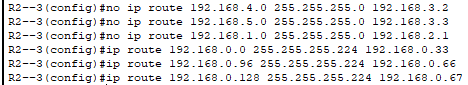 R2--3(config)#no ip route 192.168.4.0 255.255.255.0 192.168.3.2
R2--3(config)#no ip route 192.168.5.0 255.255.255.0 192.168.3.3
R2--3(config)#no ip route 192.168.1.0 255.255.255.0 192.168.2.1
R2--3(config)#ip route 192.168.0.0 255.255.255.224 192.168.0.33
R2--3(config)#ip route 192.168.0.96 255.255.255.224 192.168.0.66
R2--3(config)#ip route 192.168.0.128 255.255.255.224 192.168.0.67